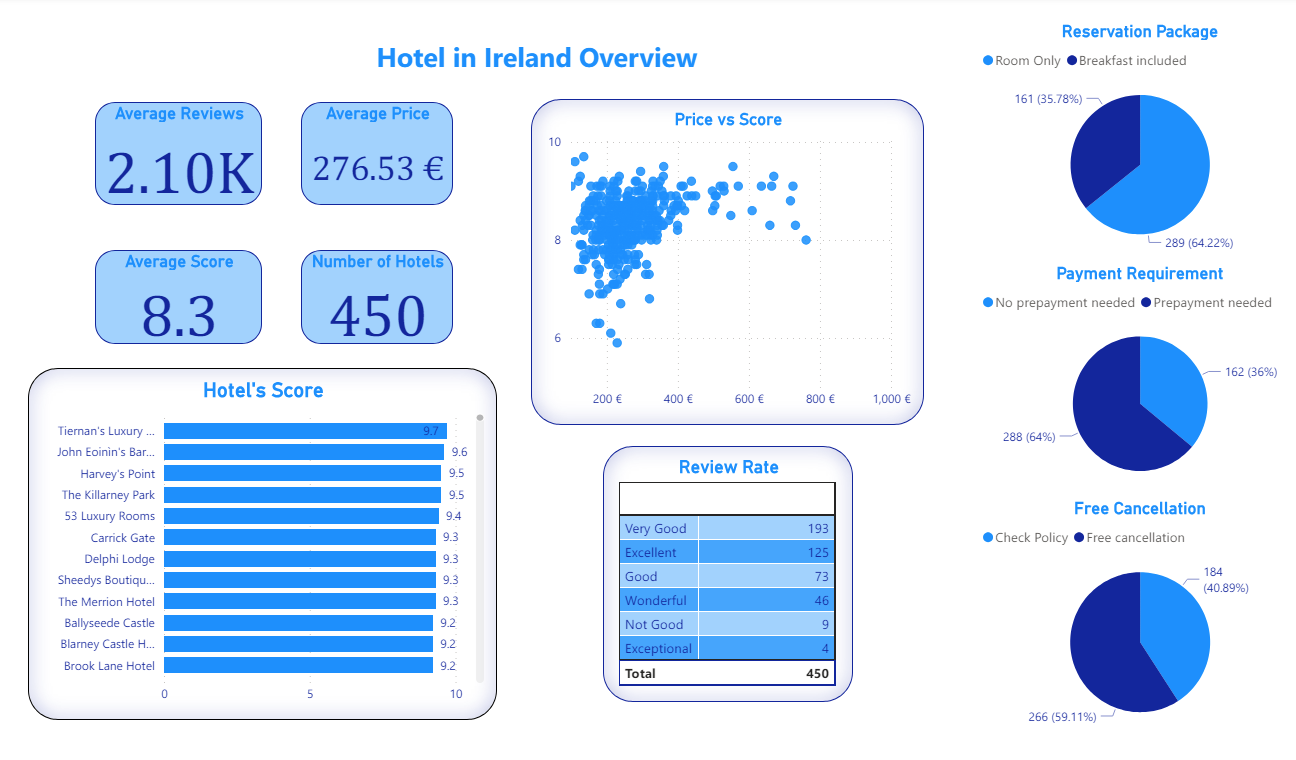 Hotel in Ireland Overview
Average Reviews
2.10K
Average Price
276.53 €
Average Score
8.3
Number of Hotels
450
Hotel's Score
Tiernan's Luxury ... 9.7
John Eoinìn's Bar... 9.6
Harvey's Point 9.5
The Killarney Park 9.5
53 Luxury Rooms 9.4
Carrick Gate 9.3
Delphi Lodge 9.3
Sheedys Boutiqu... 9.3
The Merrion Hotel 9.3
Ballyseede Castle 9.2
Blarney Castle H... 9.2
Brook Lane Hotel 9.2
0 5 10
Price vs Score
10
8
6
200 € 400 € 600 € 800 € 1,000 €
Review Rate
Very Good 193
Excellent 125
Good 73
Wonderful 46
Not Good 9
Exceptional 4
Total 450
Reservation Package
Room Only Breakfast included
161 (35.78%)
289 (64.22%)
Payment Requirement
No prepayment needed Prepayment needed
162 (36%)
288 (64%)
Free Cancellation
Check Policy Free cancellation
184
(40.89%)
266 (59.11%)